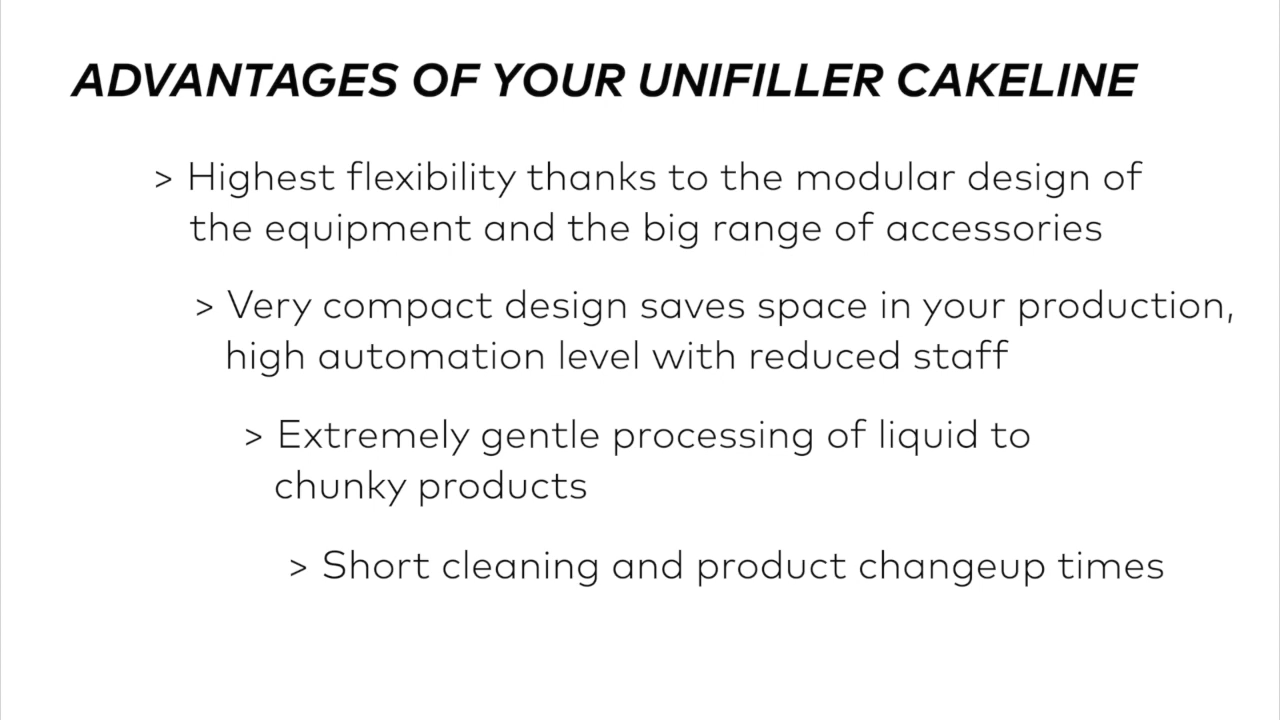 ADVANTAGES OF YOUR UNIFILLER CAKELINE
> Highest flexibility thanks to the modular design of
the equipment and the big range of accessories
> Very compact design saves space in your production,
high automation level with reduced staff
> Extremely gentle processing of liquid to
chunky products
> Short cleaning and product changeup times